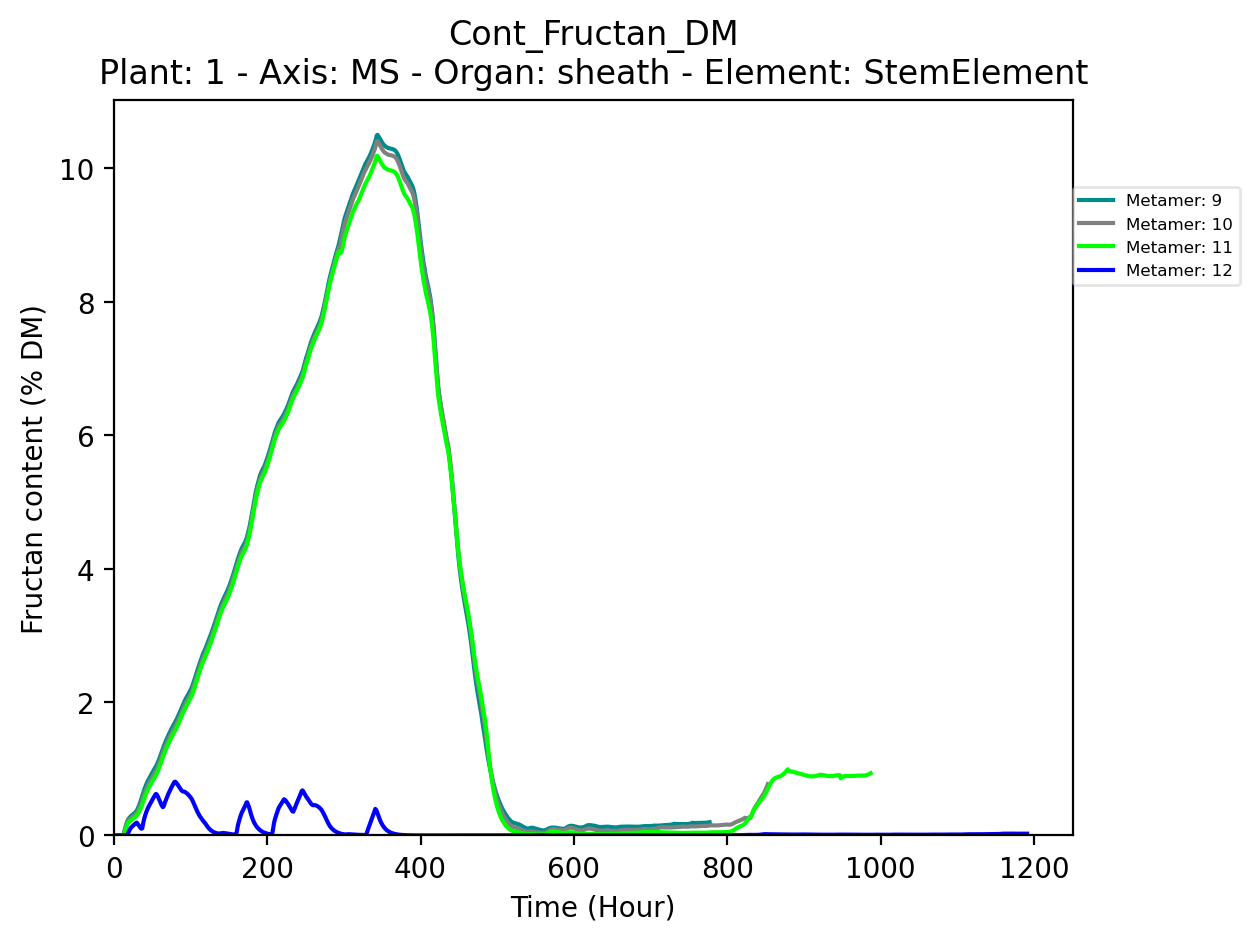 Cont_Fructan_DM
Plant: 1 - Axis: MS - Organ: sheath - Element: StemElement
Fructan content (% DM)
10
8
6
4
2
0
0 200 400 600 800 1000 1200
Time (Hour)
Metamer: 9
Metamer: 10
Metamer: 11
Metamer: 12